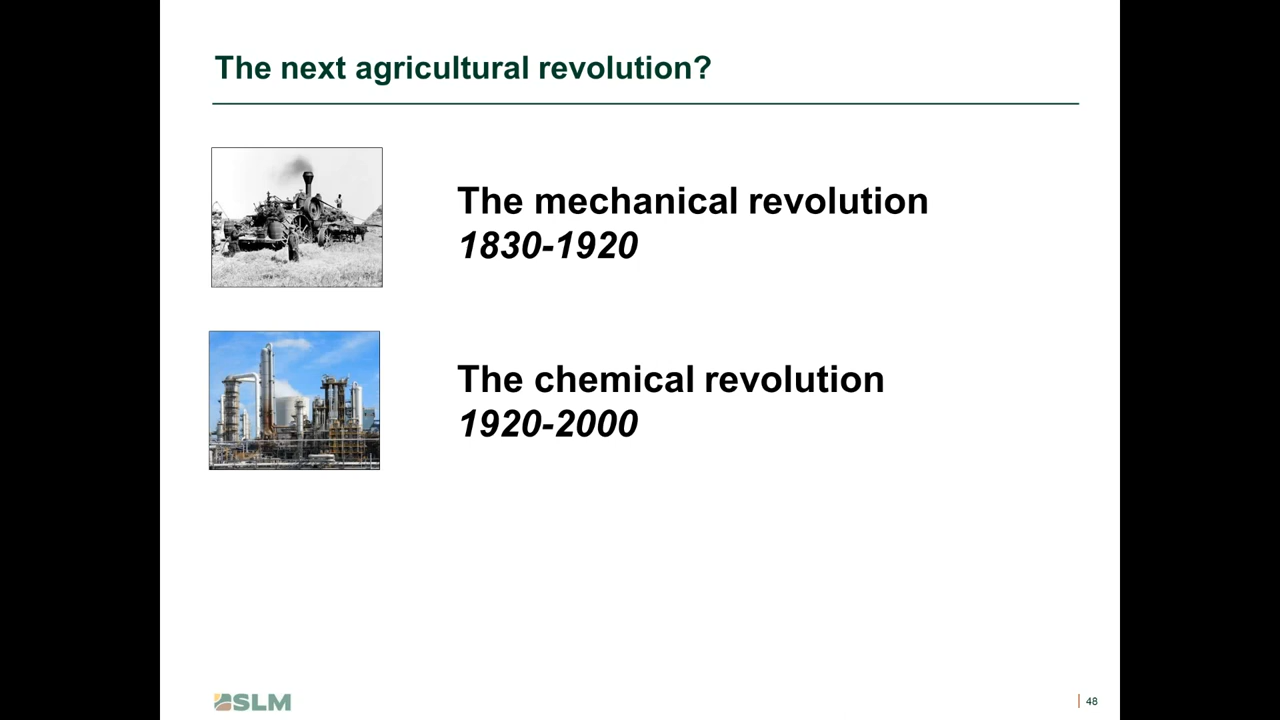 The next agricultural revolution?
The mechanical revolution
1830-1920
The chemical revolution
1920-2000
SLM
48